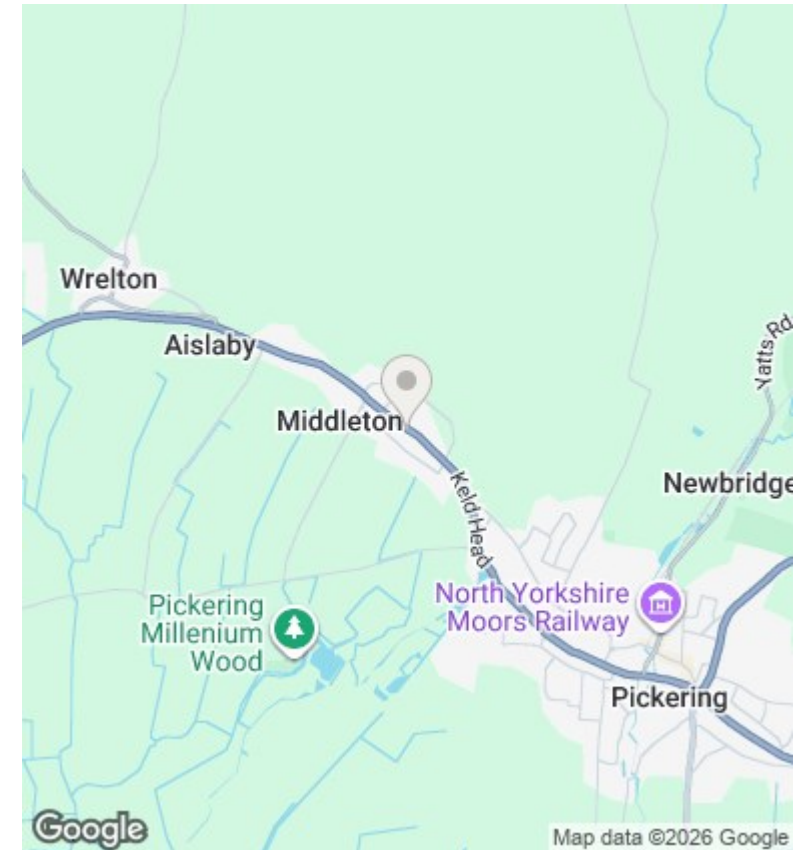 Wrelton
Aislaby
Yatts Rd
Middleton
Keld Head
Newbridge
North Yorkshire
Moors Railway
Pickering
Millenium
Wood
Pickering
Google
Map data ©2026 Google